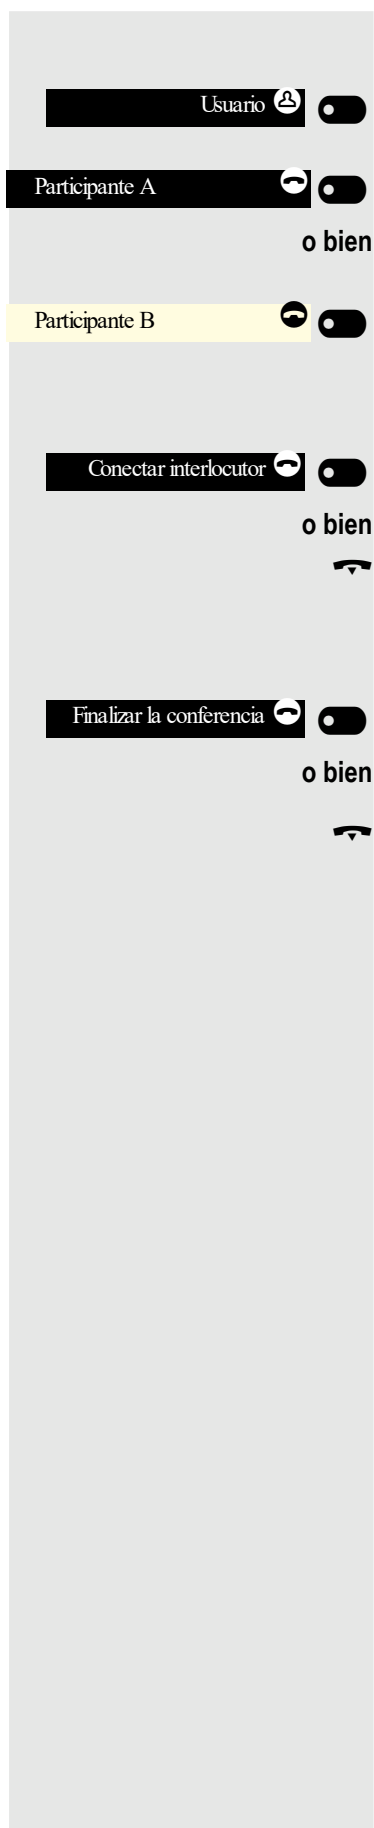 Usuario
Participante A
o bien
Participante B
Conectar interlocutor
o bien
Finalizar la conferencia
o bien